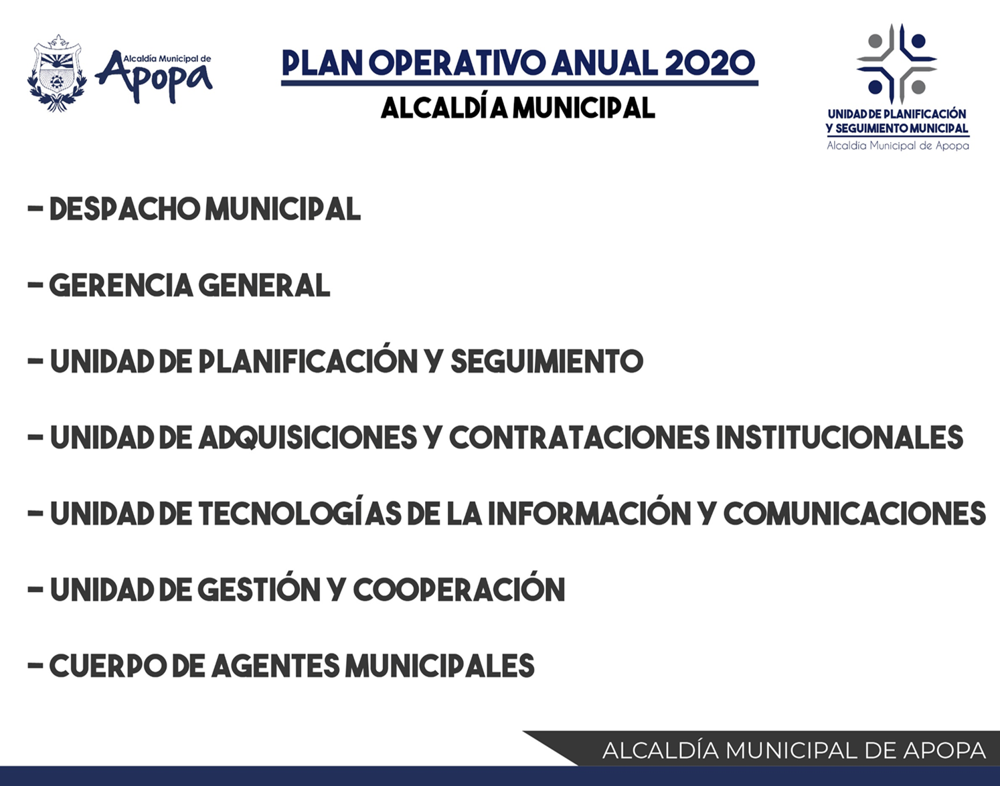 Alcaldía Municipal de
Apopa
PLAN OPERATIVO ANUAL 2020
ALCALDÍA MUNICIPAL
UNIDAD DE PLANIFICACIÓN
Y SEGUIMIENTO MUNICIPAL
Alcaldía Municipal de Apopa
- DESPACHO MUNICIPAL
- GERENCIA GENERAL
- UNIDAD DE PLANIFICACIÓN Y SEGUIMIENTO
- UNIDAD DE ADQUISICIONES Y CONTRATACIONES INSTITUCIONALES
- UNIDAD DE TECNOLOGÍAS DE LA INFORMACIÓN Y COMUNICACIONES
- UNIDAD DE GESTIÓN Y COOPERACIÓN
- CUERPO DE AGENTES MUNICIPALES
ALCALDÍA MUNICIPAL DE APOPA